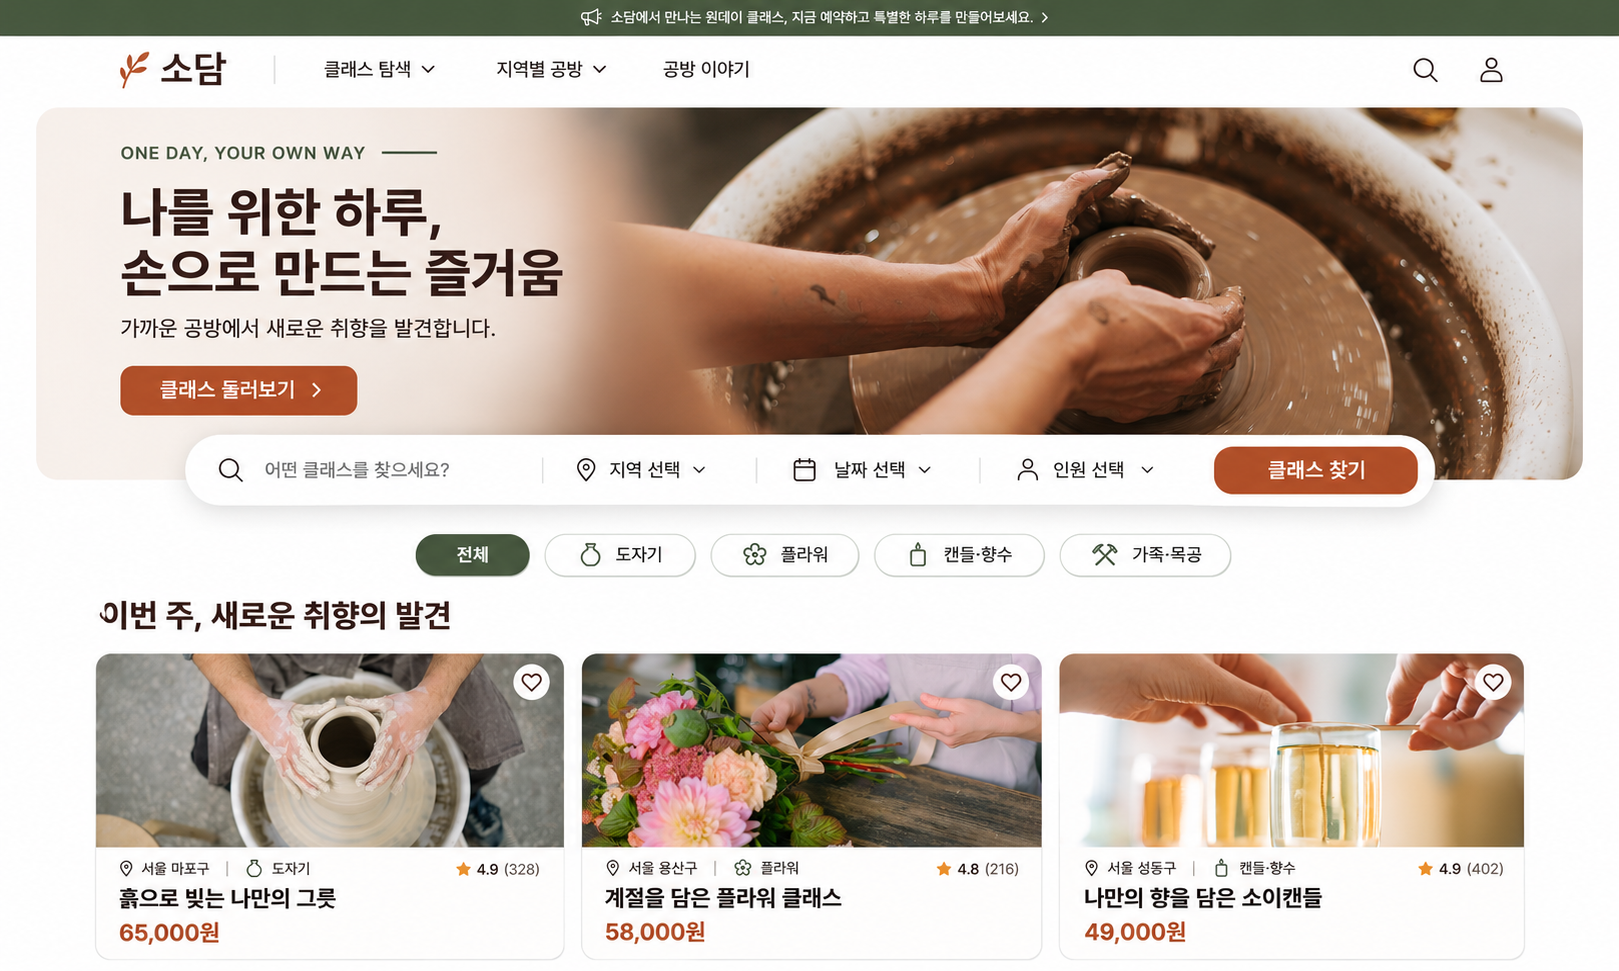 소담에서 만나는 원데이 클래스, 지금 예약하고 특별한 하루를 만들어보세요.
소담
클래스 탐색
지역별 공방
공방 이야기
ONE DAY, YOUR OWN WAY
나를 위한 하루,
손으로 만드는 즐거움
가까운 공방에서 새로운 취향을 발견합니다.
클래스 둘러보기
어떤 클래스를 찾으세요?
지역 선택
날짜 선택
인원 선택
클래스 찾기
전체
도자기
플라워
캔들·향수
가족·목공
이번 주, 새로운 취향의 발견
서울 마포구 | 도자기 4.9 (328)
흙으로 빚는 나만의 그릇
65,000원
서울 용산구 | 플라워 4.8 (216)
계절을 담은 플라워 클래스
58,000원
서울 성동구 | 캔들·향수 4.9 (402)
나만의 향을 담은 소이캔들
49,000원